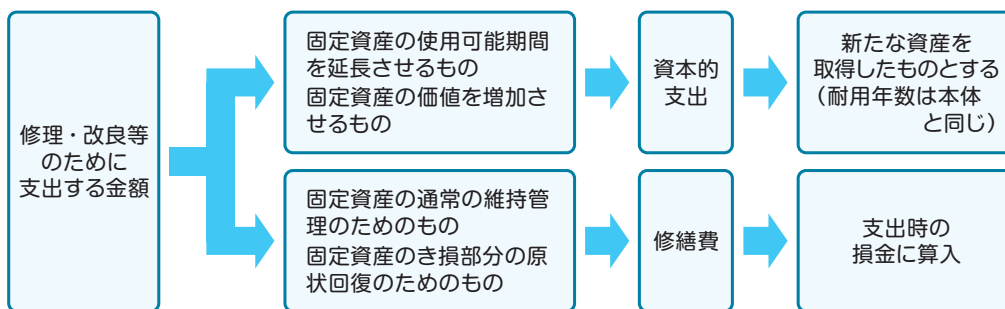 修理・改良等
のために
支出する金額
固定資産の使用可能期間
を延長させるもの
固定資産の価値を増加さ
せるもの
資本的
支出
新たな資産を
取得したものとする
（耐用年数は本体
と同じ）
固定資産の通常の維持管
理のためのもの
固定資産のき損部分の原
状回復のためのもの
修繕費
支出時の
損金に算入